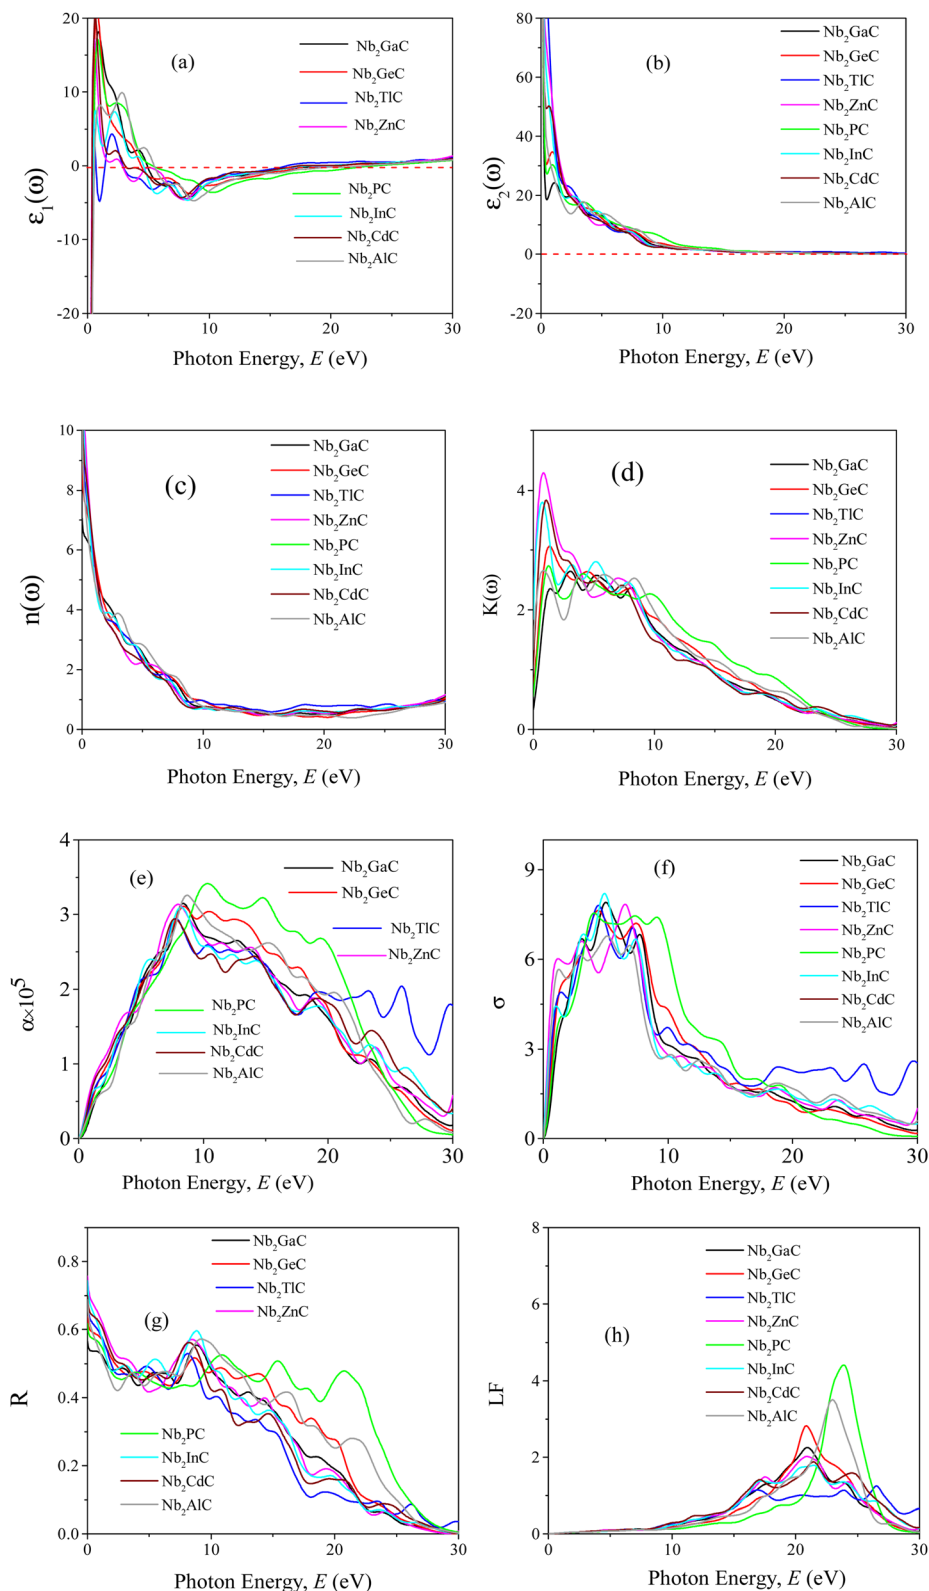 20
10
0
-10
-20
ε₁(ω)
(a)
Nb₂GaC
Nb₂GeC
Nb₂TlC
Nb₂ZnC
Nb₂PC
Nb₂InC
Nb₂CdC
Nb₂AlC
0 10 20 30
Photon Energy, E (eV)
80
60
40
20
0
-20
ε₂(ω)
(b)
Nb₂GaC
Nb₂GeC
Nb₂TlC
Nb₂ZnC
Nb₂PC
Nb₂InC
Nb₂CdC
Nb₂AlC
0 10 20 30
Photon Energy, E (eV)
10
8
6
4
2
0
n(ω)
(c)
Nb₂GaC
Nb₂GeC
Nb₂TlC
Nb₂ZnC
Nb₂PC
Nb₂InC
Nb₂CdC
Nb₂AlC
0 10 20 30
Photon Energy, E (eV)
4
2
0
K(ω)
(d)
Nb₂GaC
Nb₂GeC
Nb₂TlC
Nb₂ZnC
Nb₂PC
Nb₂InC
Nb₂CdC
Nb₂AlC
0 10 20 30
Photon Energy, E (eV)
4
3
2
1
0
α×10⁵
(e)
Nb₂GaC
Nb₂GeC
Nb₂TlC
Nb₂ZnC
Nb₂PC
Nb₂InC
Nb₂CdC
Nb₂AlC
0 10 20 30
Photon Energy, E (eV)
9
6
3
0
σ
(f)
Nb₂GaC
Nb₂GeC
Nb₂TlC
Nb₂ZnC
Nb₂PC
Nb₂InC
Nb₂CdC
Nb₂AlC
0 10 20 30
Photon Energy, E (eV)
0.8
0.6
0.4
0.2
0.0
R
(g)
Nb₂GaC
Nb₂GeC
Nb₂TlC
Nb₂ZnC
Nb₂PC
Nb₂InC
Nb₂CdC
Nb₂AlC
0 10 20 30
Photon Energy, E (eV)
8
6
4
2
0
LF
(h)
Nb₂GaC
Nb₂GeC
Nb₂TlC
Nb₂ZnC
Nb₂PC
Nb₂InC
Nb₂CdC
Nb₂AlC
0 10 20 30
Photon Energy, E (eV)